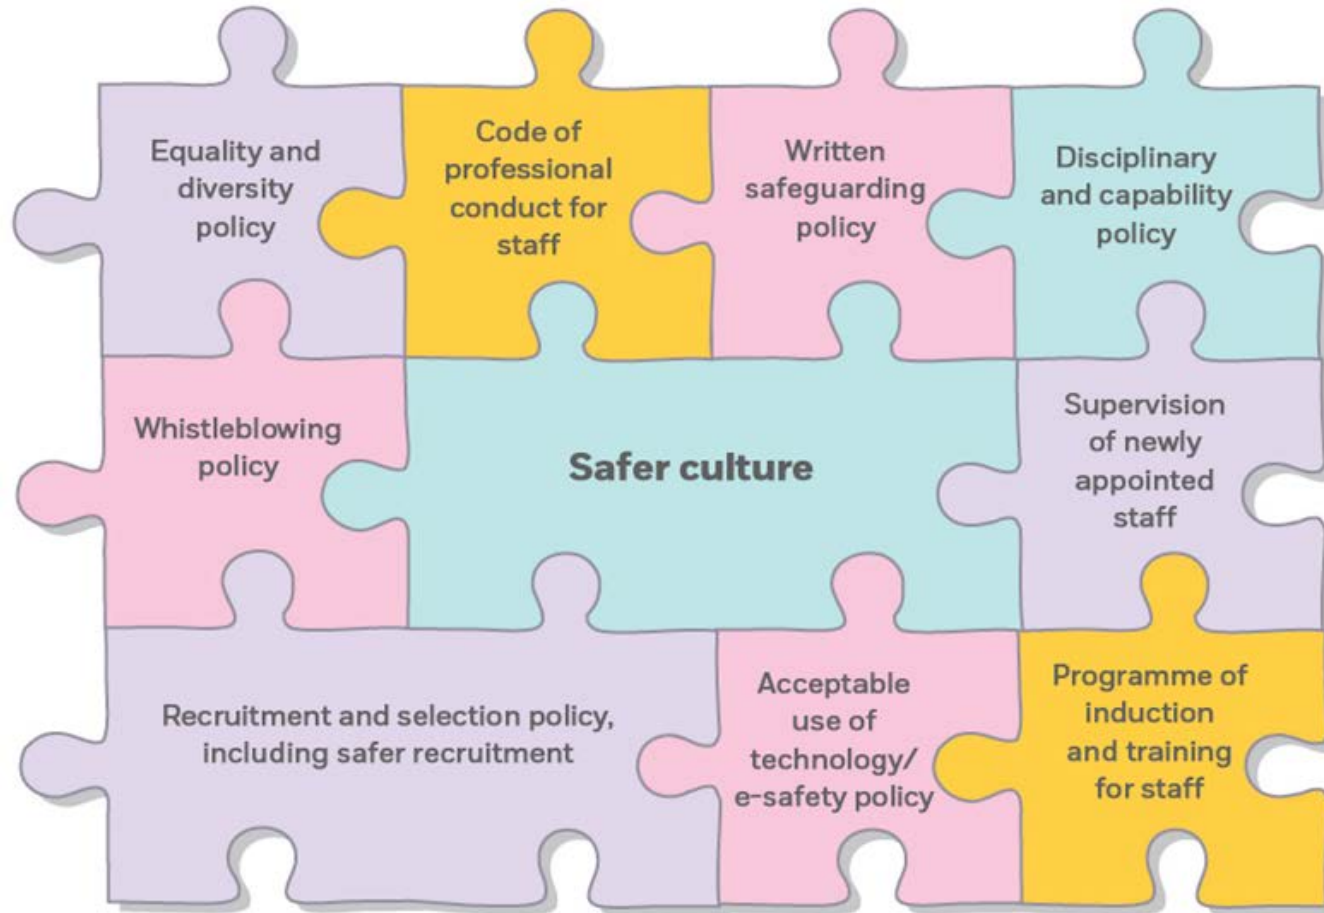 Equality and
diversity
policy
Code of
professional
conduct for
staff
Written
safeguarding
policy
Disciplinary
and capability
policy
Whistleblowing
policy
Safer culture
Supervision
of newly
appointed
staff
Recruitment and selection policy,
including safer recruitment
Acceptable
use of
technology/
e-safety policy
Programme of
induction
and training
for staff